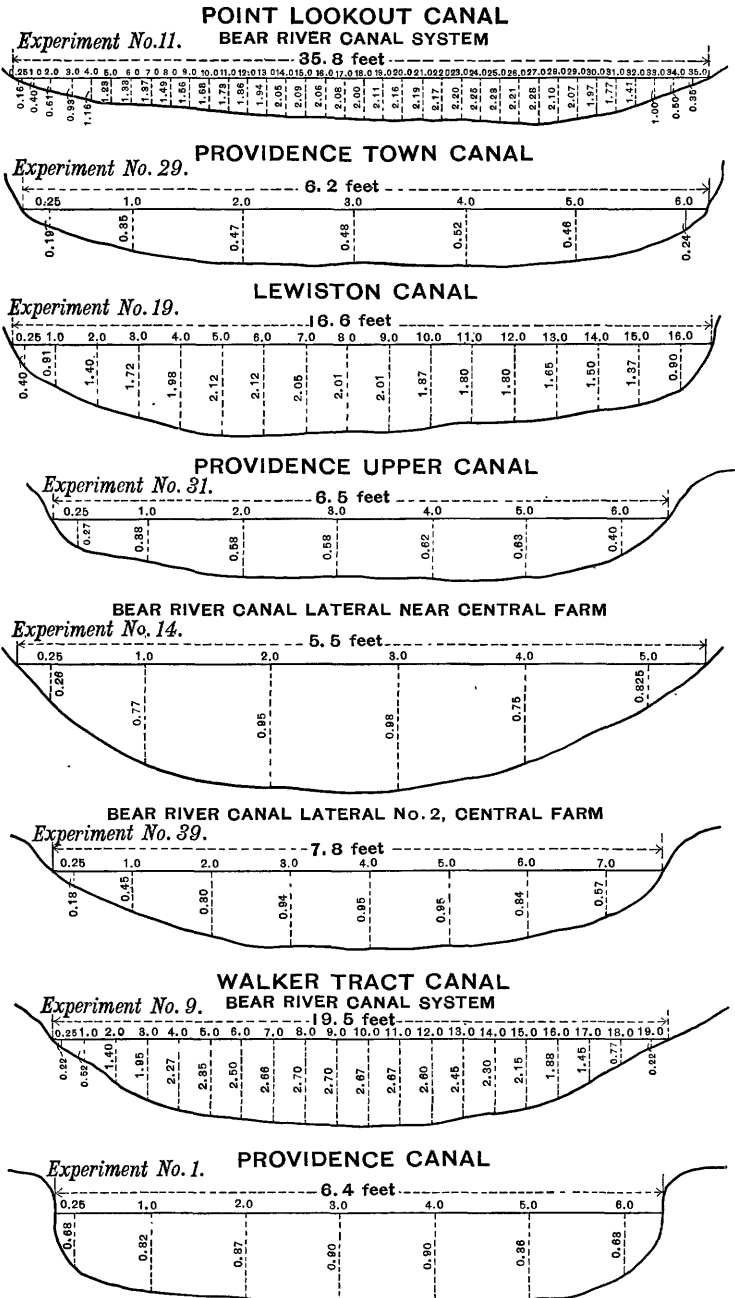 POINT LOOKOUT CANAL
Experiment No.11. BEAR RIVER CANAL SYSTEM
35.8 feet
0.25 1.0 2.0 3.0 4.0 5.0 6.0 7.0 8.0 9.0 10.0 11.0 12.0 13.0 14.0 15.0 16.0 17.0 18.0 19.0 20.0 21.0 22.0 23.0 24.0 25.0 26.0 27.0 28.0 29.0 30.0 31.0 32.0 33.0 34.0 35.0
0.16 0.40 0.61 0.93 1.16 1.23 1.33 1.37 1.49 1.56 1.68 1.73 1.86 1.94 2.05 2.09 2.06 2.08 2.00 2.11 2.16 2.19 2.17 2.20 2.25 2.23 2.21 2.28 2.10 2.07 1.97 1.77 1.41 1.00 0.50 0.35
PROVIDENCE TOWN CANAL
Experiment No. 29.
6.2 feet
0.25 1.0 2.0 3.0 4.0 5.0 6.0
0.19 0.85 0.47 0.48 0.52 0.46 0.24
LEWISTON CANAL
Experiment No. 19.
16.6 feet
0.25 1.0 2.0 3.0 4.0 5.0 6.0 7.0 8.0 9.0 10.0 11.0 12.0 13.0 14.0 15.0 16.0
0.40 0.91 1.40 1.72 1.98 2.12 2.12 2.05 2.01 2.01 1.87 1.80 1.80 1.65 1.50 1.37 0.90
PROVIDENCE UPPER CANAL
Experiment No. 31.
6.5 feet
0.25 1.0 2.0 3.0 4.0 5.0 6.0
0.27 0.38 0.58 0.58 0.62 0.63 0.40
BEAR RIVER CANAL LATERAL NEAR CENTRAL FARM
Experiment No. 14.
5.5 feet
0.25 1.0 2.0 3.0 4.0 5.0
0.26 0.77 0.95 0.98 0.75 0.825
BEAR RIVER CANAL LATERAL No. 2, CENTRAL FARM
Experiment No. 39.
7.8 feet
0.25 1.0 2.0 3.0 4.0 5.0 6.0 7.0
0.18 0.45 0.80 0.94 0.95 0.95 0.84 0.57
WALKER TRACT CANAL
Experiment No. 9. BEAR RIVER CANAL SYSTEM
19.5 feet
0.25 1.0 2.0 3.0 4.0 5.0 6.0 7.0 8.0 9.0 10.0 11.0 12.0 13.0 14.0 15.0 16.0 17.0 18.0 19.0
0.22 0.52 1.40 1.95 2.27 2.35 2.50 2.66 2.70 2.70 2.67 2.67 2.60 2.45 2.30 2.15 1.88 1.45 0.77 0.22
Experiment No. 1. PROVIDENCE CANAL
6.4 feet
0.25 1.0 2.0 3.0 4.0 5.0 6.0
0.68 0.82 0.87 0.90 0.90 0.86 0.68